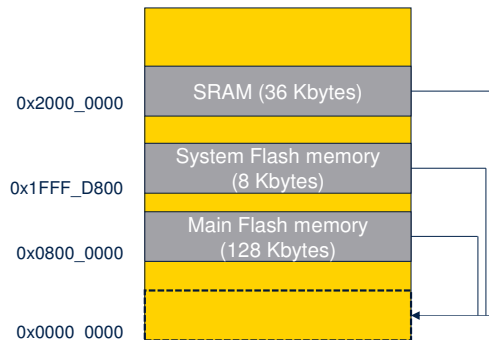 SRAM (36 Kbytes)
0x2000_0000
System Flash memory
(8 Kbytes)
0x1FFF_D800
Main Flash memory
(128 Kbytes)
0x0800_0000
0x0000_0000